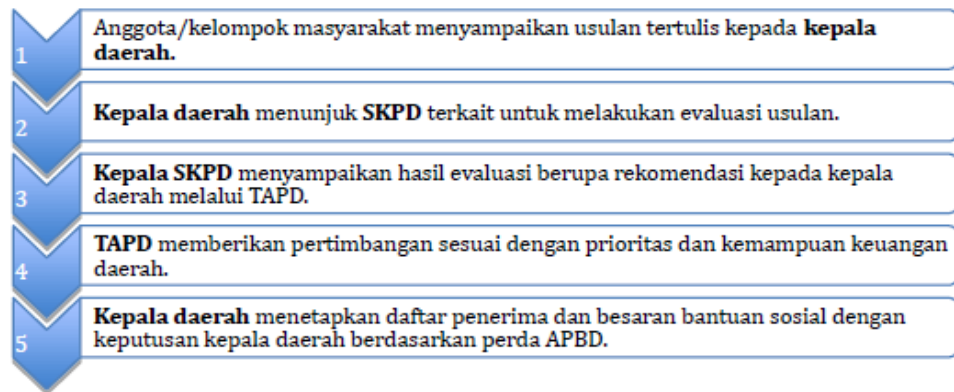 1
Anggota/kelompok masyarakat menyampaikan usulan tertulis kepada kepala
daerah.
2
Kepala daerah menunjuk SKPD terkait untuk melakukan evaluasi usulan.
3
Kepala SKPD menyampaikan hasil evaluasi berupa rekomendasi kepada kepala
daerah melalui TAPD.
4
TAPD memberikan pertimbangan sesuai dengan prioritas dan kemampuan keuangan
daerah.
5
Kepala daerah menetapkan daftar penerima dan besaran bantuan sosial dengan
keputusan kepala daerah berdasarkan perda APBD.